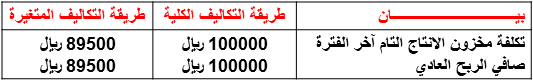 بيــــــــــــــــــــــان طريقة التكاليف الكلية طريقة التكاليف المتغيرة
تكلفة مخزون الانتاج التام آخر الفترة 100000 ريال 89500 ريال
صافي الربح العادي 100000 ريال 89500 ريال